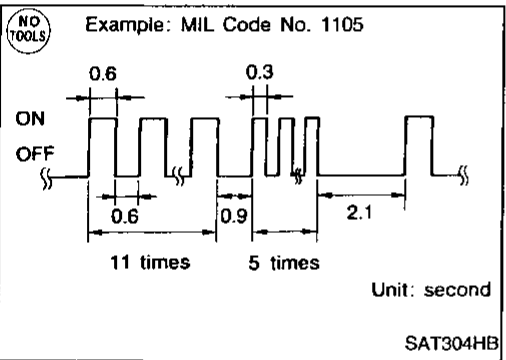 NO TOOLS
Example: MIL Code No. 1105
0.6
0.3
ON
OFF
0.6
0.9
2.1
11 times
5 times
Unit: second
SAT304HB